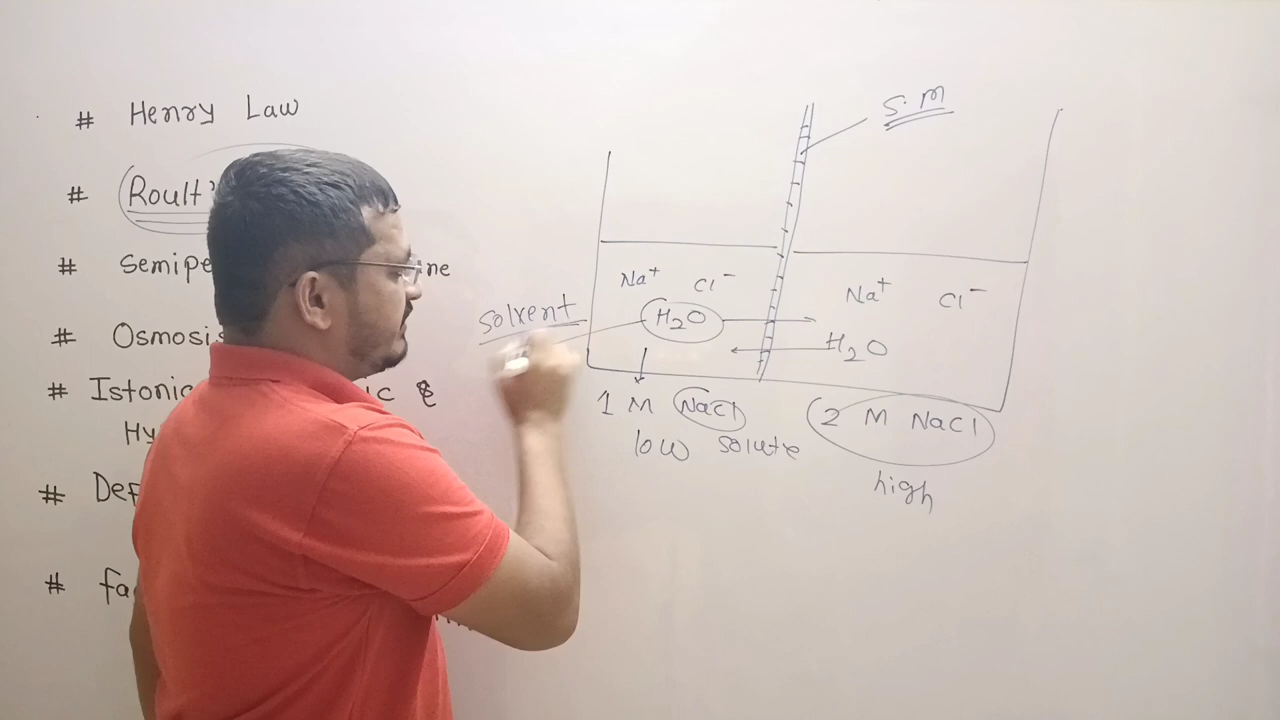 # Henry Law
# Roult'
# Semipe ne
# Osmosis
# Istonic ic &
Hy
# Def
# fa
S.M
Na+ Cl-
H2O
solvent
1 M NaCl
low solute
Na+ Cl-
H2O
2 M NaCl
high